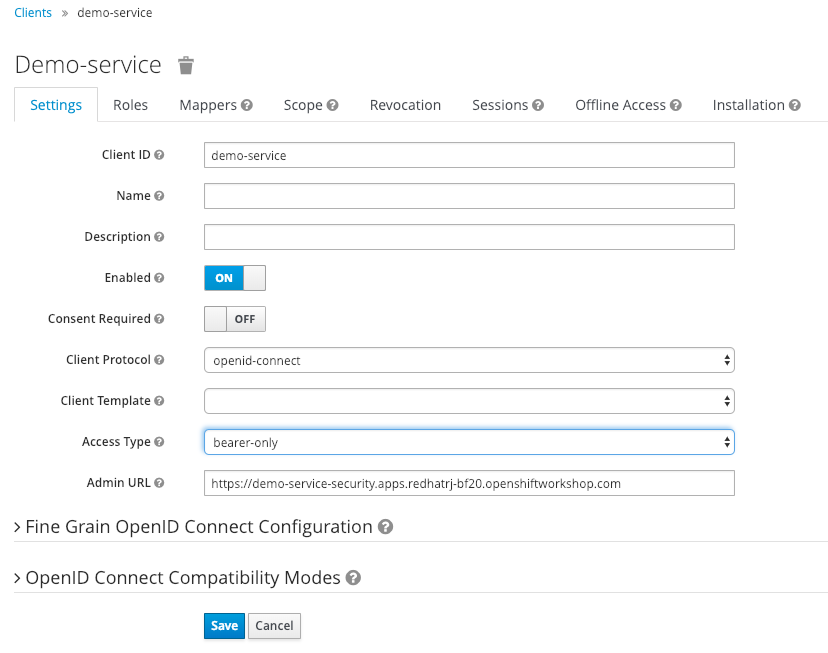 Clients » demo-service
Demo-service
Settings Roles Mappers Scope Revocation Sessions Offline Access Installation
Client ID demo-service
Name
Description
Enabled ON
Consent Required OFF
Client Protocol openid-connect
Client Template
Access Type bearer-only
Admin URL https://demo-service-security.apps.redhatrj-bf20.openshiftworkshop.com
Fine Grain OpenID Connect Configuration
OpenID Connect Compatibility Modes
Save Cancel